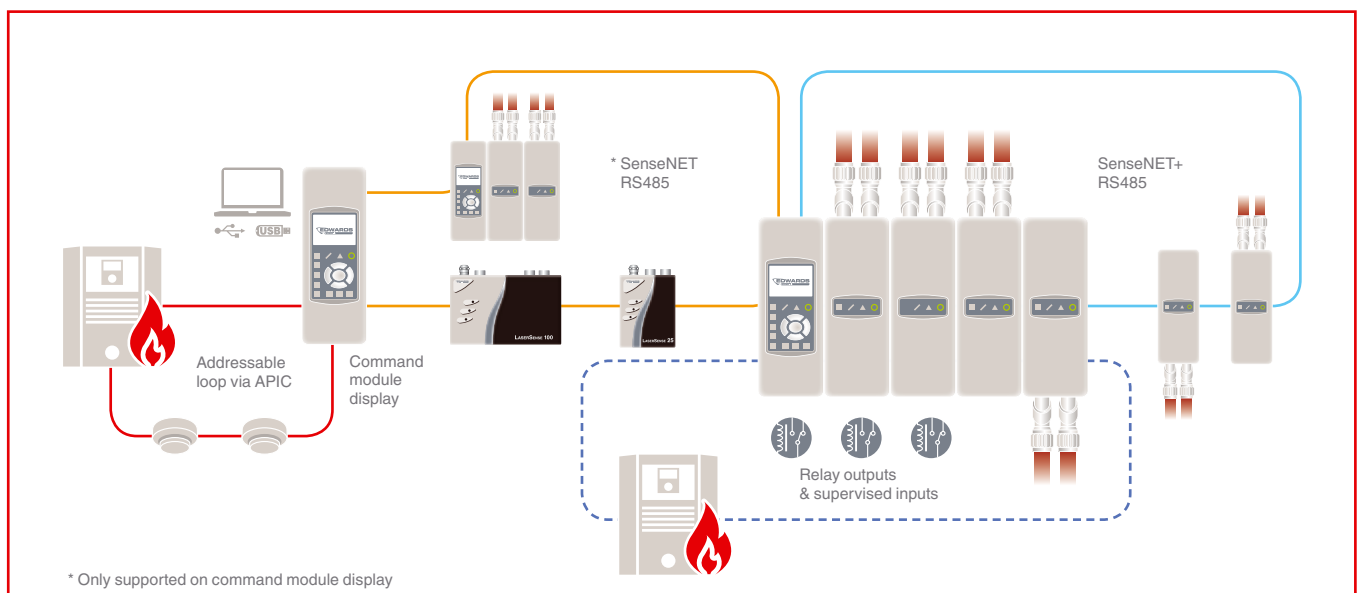 * SenseNET
RS485
SenseNET+
RS485
USB
EDWARDS
EDWARDS
LaserSense 100
LaserSense 25
Addressable
loop via APIC
Command
module
display
Relay outputs
& supervised inputs
* Only supported on command module display